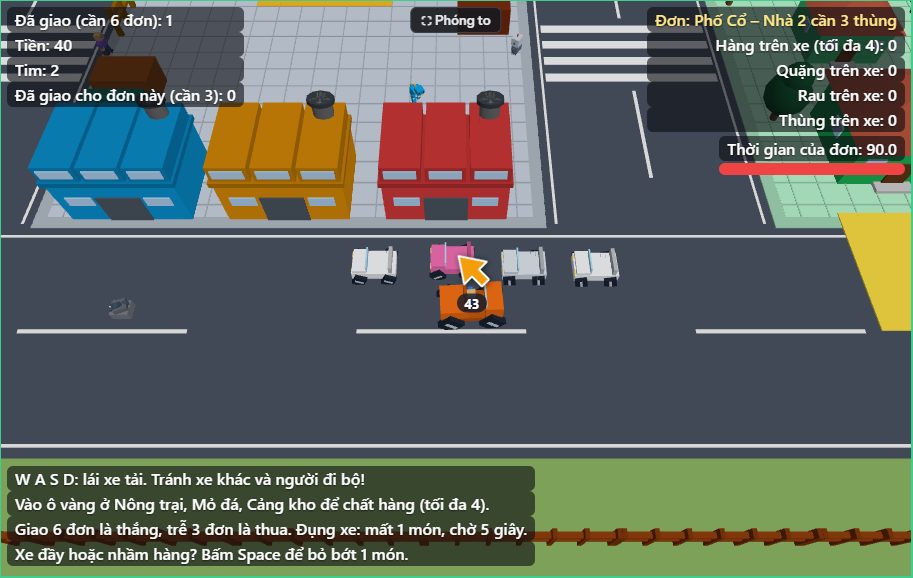 Đã giao (cần 6 đơn): 1
Tiền: 40
Tim: 2
Đã giao cho đơn này (cần 3): 0
Phóng to
Đơn: Phố Cổ – Nhà 2 cần 3 thùng
Hàng trên xe (tối đa 4): 0
Quặng trên xe: 0
Rau trên xe: 0
Thùng trên xe: 0
Thời gian của đơn: 90.0
43
W A S D: lái xe tải. Tránh xe khác và người đi bộ!
Vào ô vàng ở Nông trại, Mỏ đá, Cảng kho để chất hàng (tối đa 4).
Giao 6 đơn là thắng, trễ 3 đơn là thua. Đụng xe: mất 1 món, chờ 5 giây.
Xe đầy hoặc nhầm hàng? Bấm Space để bỏ bớt 1 món.